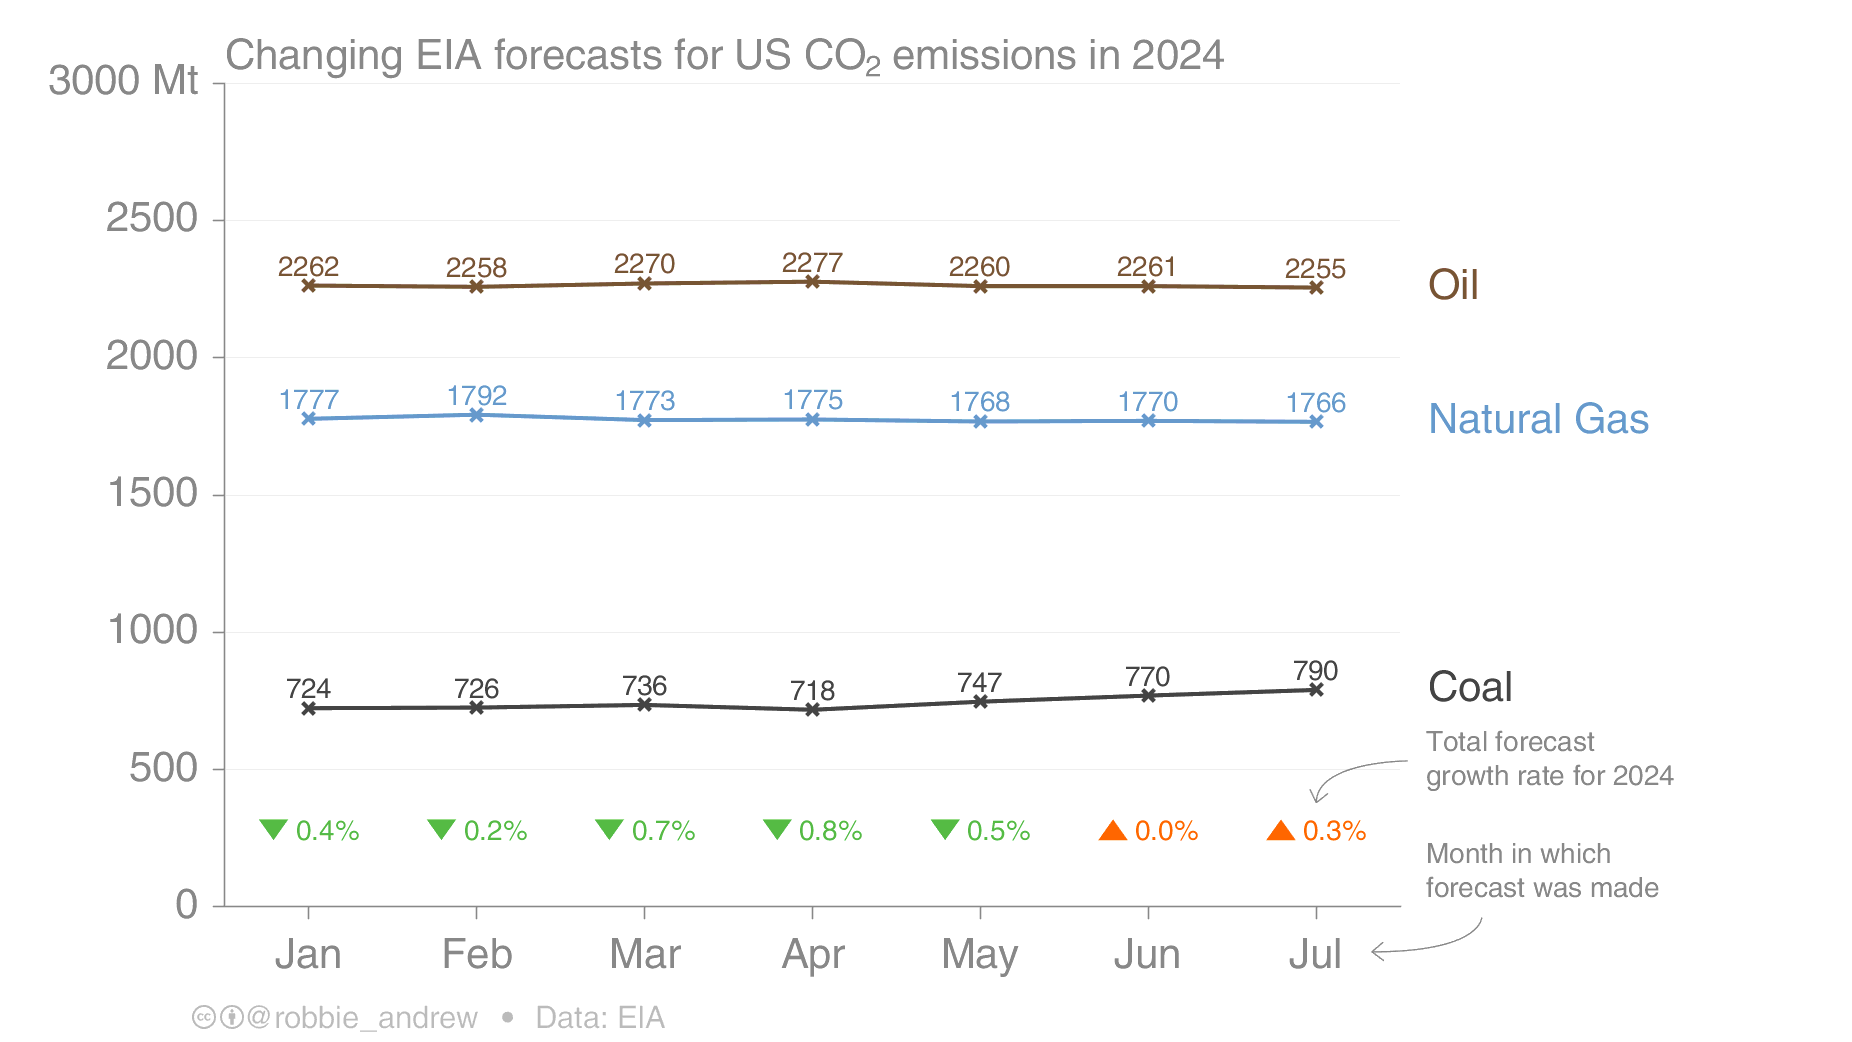 Changing EIA forecasts for US CO₂ emissions in 2024
3000 Mt
2500
2000
1500
1000
500
0
2262 2258 2270 2277 2260 2261 2255
Oil
1777 1792 1773 1775 1768 1770 1766
Natural Gas
724 726 736 718 747 770 790
Coal
Total forecast
growth rate for 2024
▼ 0.4% ▼ 0.2% ▼ 0.7% ▼ 0.8% ▼ 0.5% ▲ 0.0% ▲ 0.3%
Month in which
forecast was made
Jan Feb Mar Apr May Jun Jul
cc @robbie_andrew • Data: EIA